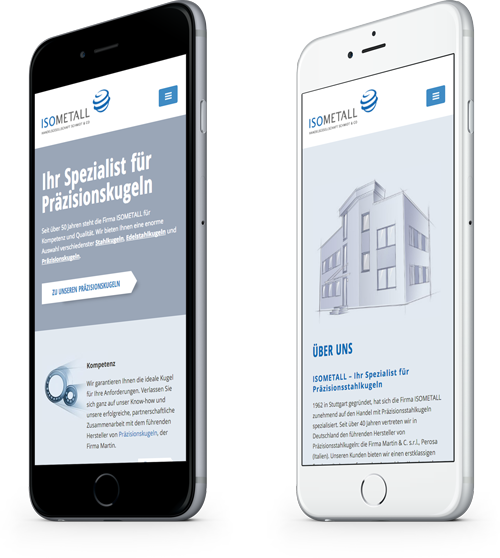 ISOMETALL
HANDELSGESELLSCHAFT SCHMIDT & CO
Ihr Spezialist für
Präzisionskugeln
Seit über 50 Jahren steht die Firma ISOMETALL für
Kompetenz und Qualität. Wir bieten Ihnen eine enorme
Auswahl verschiedenster Stahlkugeln, Edelstahlkugeln und
Präzisionskugeln.
ZU UNSEREN PRÄZISIONSKUGELN
Kompetenz
Wir garantieren Ihnen die ideale Kugel
für Ihre Anforderungen. Verlassen Sie
sich ganz auf unser Know-how und
unsere erfolgreiche, partnerschaftliche
Zusammenarbeit mit dem führenden
Hersteller von Präzisionskugeln, der
Firma Martin.
ISOMETALL
HANDELSGESELLSCHAFT SCHMIDT & CO
ÜBER UNS
ISOMETALL – Ihr Spezialist für
Präzisionsstahlkugeln
1962 in Stuttgart gegründet, hat sich die Firma ISOMETALL
zunehmend auf den Handel mit Präzisionsstahlkugeln
spezialisiert. Seit über 40 Jahren vertreten wir in
Deutschland den führenden Hersteller von
Präzisionsstahlkugeln: die Firma Martin & C. s.r.l., Perosa
(Italien). Unseren Kunden bieten wir einen erstklassigen